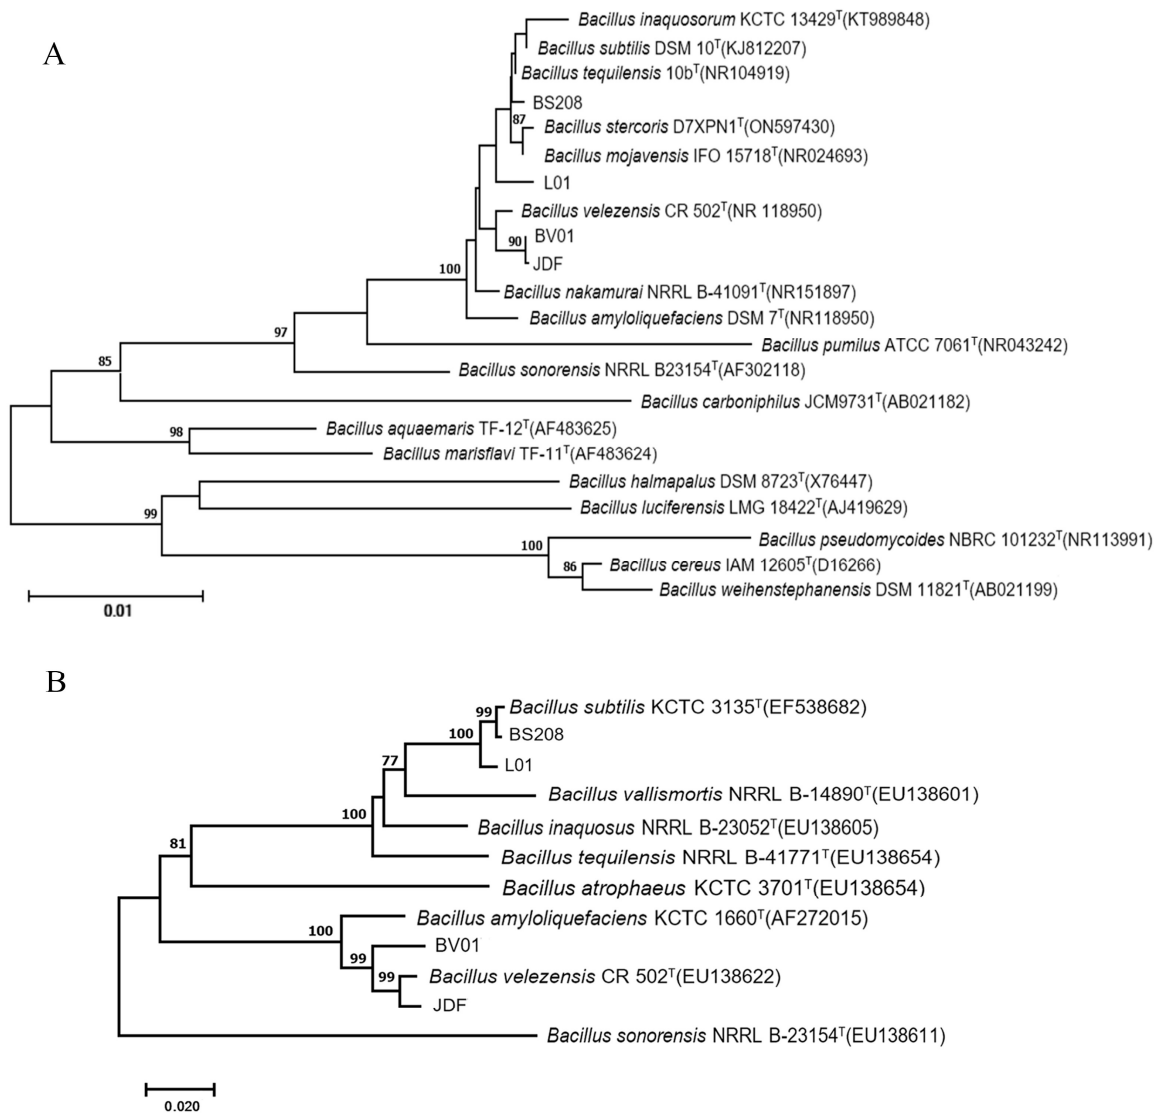 A
Bacillus inaquosorum KCTC 13429ᵀ(KT989848)
Bacillus subtilis DSM 10ᵀ(KJ812207)
Bacillus tequilensis 10bᵀ(NR104919)
BS208
87
Bacillus stercoris D7XPN1ᵀ(ON597430)
Bacillus mojavensis IFO 15718ᵀ(NR024693)
L01
Bacillus velezensis CR 502ᵀ(NR 118950)
BV01
90
JDF
100
Bacillus nakamurai NRRL B-41091ᵀ(NR151897)
Bacillus amyloliquefaciens DSM 7ᵀ(NR118950)
97
Bacillus pumilus ATCC 7061ᵀ(NR043242)
85
Bacillus sonorensis NRRL B23154ᵀ(AF302118)
Bacillus carboniphilus JCM9731ᵀ(AB021182)
Bacillus aquaemaris TF-12ᵀ(AF483625)
98
Bacillus marisflavi TF-11ᵀ(AF483624)
Bacillus halmapalus DSM 8723ᵀ(X76447)
Bacillus luciferensis LMG 18422ᵀ(AJ419629)
99
Bacillus pseudomycoides NBRC 101232ᵀ(NR113991)
100
Bacillus cereus IAM 12605ᵀ(D16266)
86
Bacillus weihenstephanensis DSM 11821ᵀ(AB021199)
0.01
B
99
Bacillus subtilis KCTC 3135ᵀ(EF538682)
100
BS208
77
L01
Bacillus vallismortis NRRL B-14890ᵀ(EU138601)
100
Bacillus inaquosus NRRL B-23052ᵀ(EU138605)
81
Bacillus tequilensis NRRL B-41771ᵀ(EU138654)
Bacillus atrophaeus KCTC 3701ᵀ(EU138654)
Bacillus amyloliquefaciens KCTC 1660ᵀ(AF272015)
100
BV01
99
99
Bacillus velezensis CR 502ᵀ(EU138622)
JDF
Bacillus sonorensis NRRL B-23154ᵀ(EU138611)
0.020